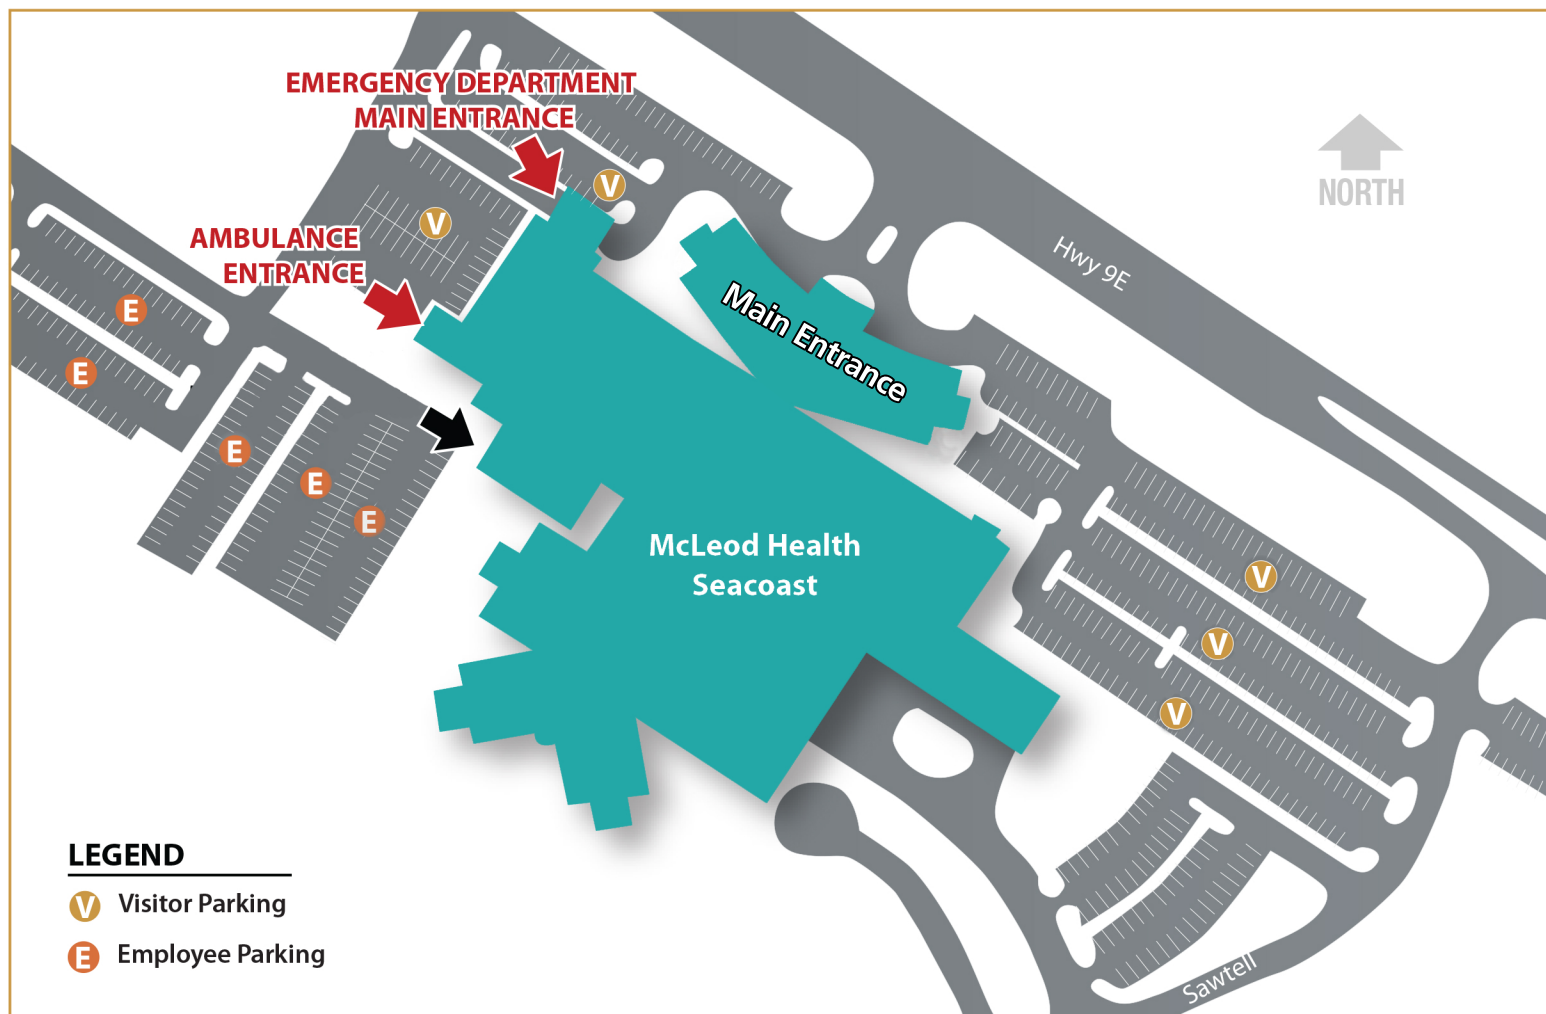 EMERGENCY DEPARTMENT
MAIN ENTRANCE
V
NORTH
V
AMBULANCE
ENTRANCE
Hwy 9E
Main Entrance
E
E
E
E
E
McLeod Health
Seacoast
V
V
V
LEGEND
V Visitor Parking
E Employee Parking
Sawtell